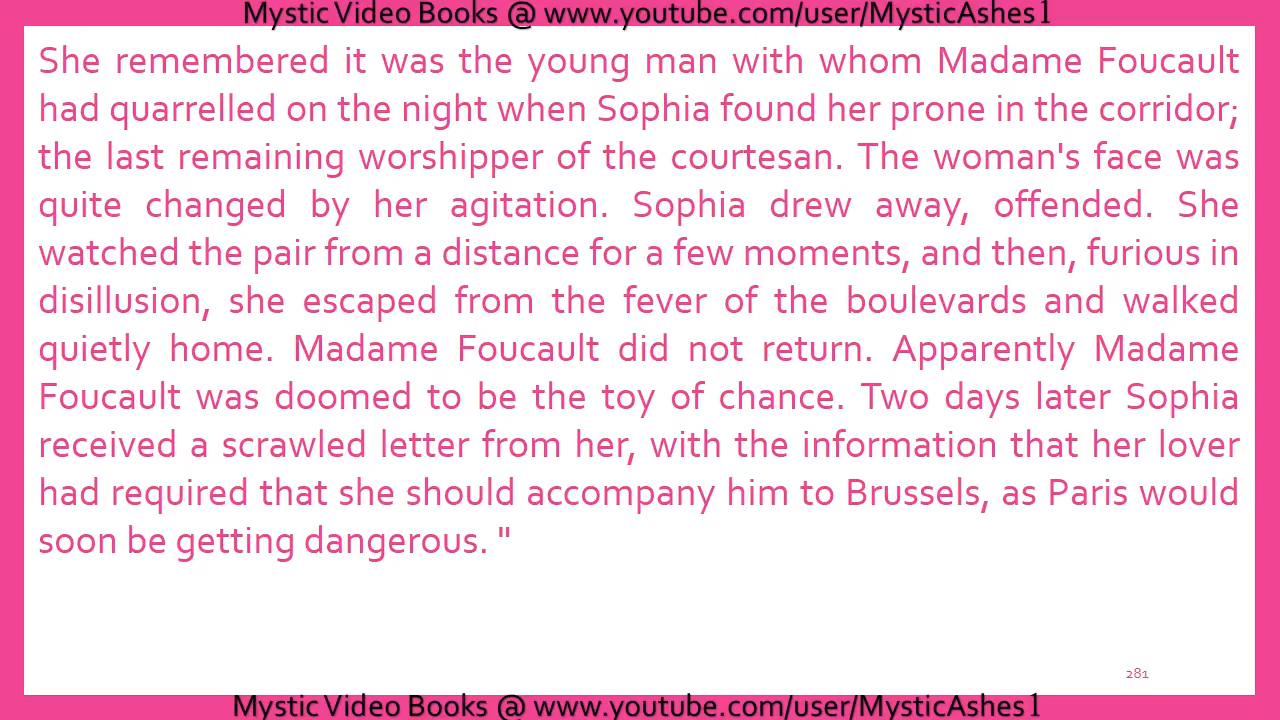 Mystic Video Books @ www.youtube.com/user/MysticAshes1
She remembered it was the young man with whom Madame Foucault
had quarrelled on the night when Sophia found her prone in the corridor;
the last remaining worshipper of the courtesan. The woman's face was
quite changed by her agitation. Sophia drew away, offended. She
watched the pair from a distance for a few moments, and then, furious in
disillusion, she escaped from the fever of the boulevards and walked
quietly home. Madame Foucault did not return. Apparently Madame
Foucault was doomed to be the toy of chance. Two days later Sophia
received a scrawled letter from her, with the information that her lover
had required that she should accompany him to Brussels, as Paris would
soon be getting dangerous. "
281
Mystic Video Books @ www.youtube.com/user/MysticAshes1